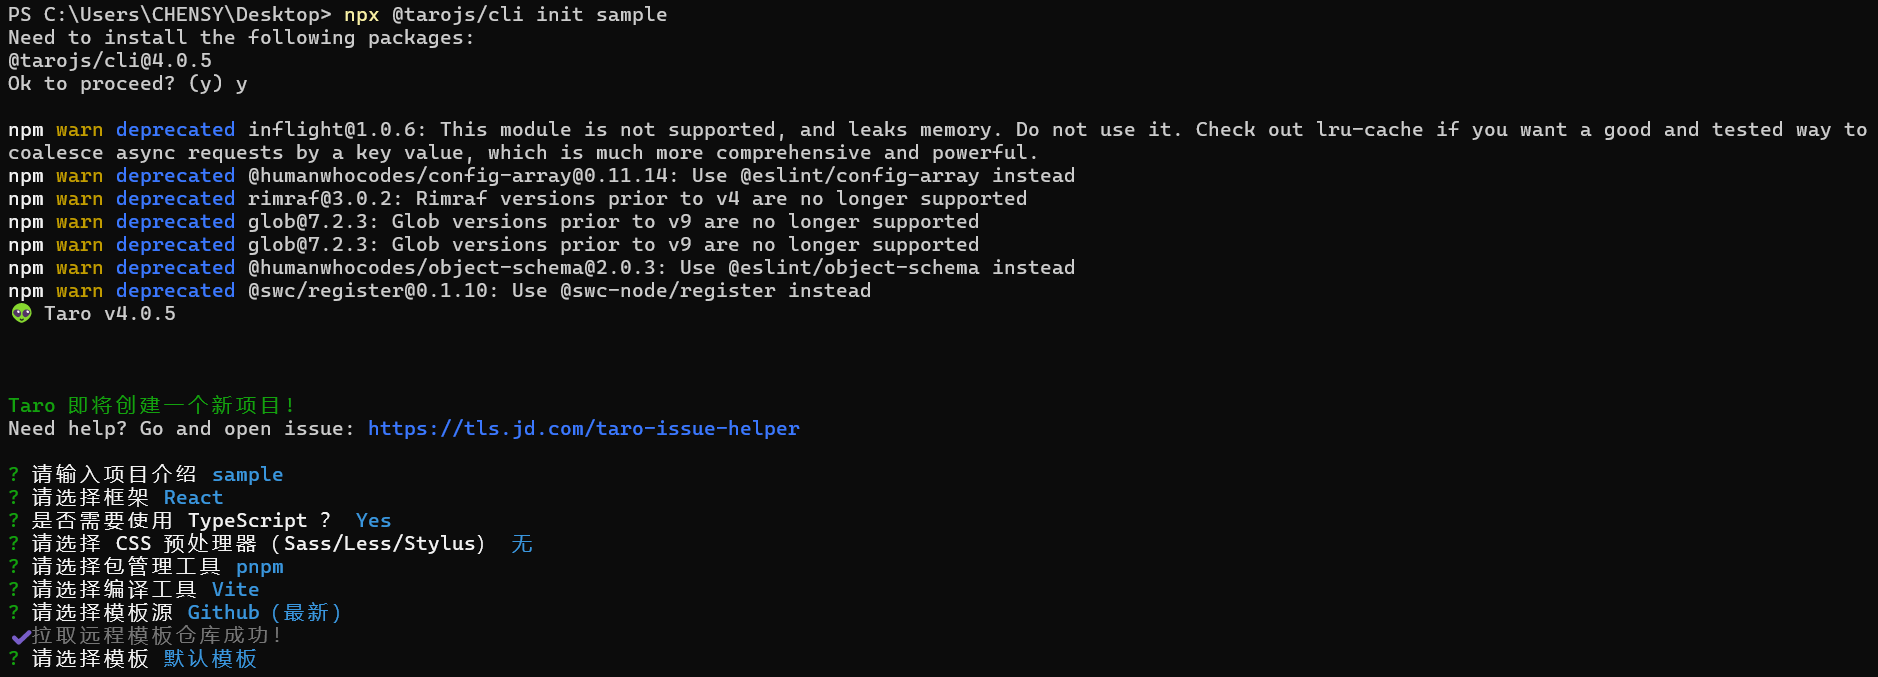 PS C:\Users\CHENSY\Desktop> npx @tarojs/cli init sample
Need to install the following packages:
@tarojs/cli@4.0.5
Ok to proceed? (y) y
npm warn deprecated inflight@1.0.6: This module is not supported, and leaks memory. Do not use it. Check out lru-cache if you want a good and tested way to
coalesce async requests by a key value, which is much more comprehensive and powerful.
npm warn deprecated @humanwhocodes/config-array@0.11.14: Use @eslint/config-array instead
npm warn deprecated rimraf@3.0.2: Rimraf versions prior to v4 are no longer supported
npm warn deprecated glob@7.2.3: Glob versions prior to v9 are no longer supported
npm warn deprecated glob@7.2.3: Glob versions prior to v9 are no longer supported
npm warn deprecated @humanwhocodes/object-schema@2.0.3: Use @eslint/object-schema instead
npm warn deprecated @swc/register@0.1.10: Use @swc-node/register instead
👽 Taro v4.0.5
Taro 即将创建一个新项目!
Need help? Go and open issue: https://tls.jd.com/taro-issue-helper
? 请输入项目介绍 sample
? 请选择框架 React
? 是否需要使用 TypeScript ？ Yes
? 请选择 CSS 预处理器（Sass/Less/Stylus） 无
? 请选择包管理工具 pnpm
? 请选择编译工具 Vite
? 请选择模板源 Github（最新）
✔拉取远程模板仓库成功！
? 请选择模板 默认模板